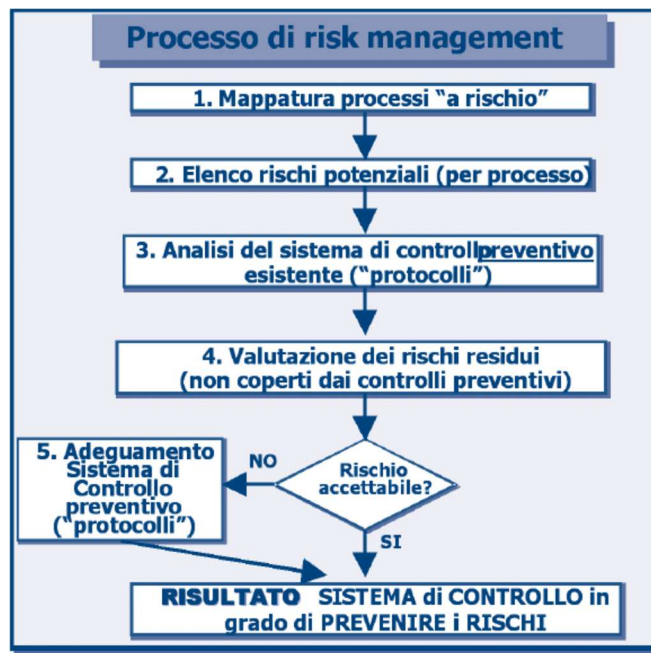 Processo di risk management
1. Mappatura processi “a rischio”
2. Elenco rischi potenziali (per processo)
3. Analisi del sistema di controllo preventivo
esistente (“protocolli”)
4. Valutazione dei rischi residui
(non coperti dai controlli preventivi)
5. Adeguamento
Sistema di
Controllo
preventivo
(“protocolli”)
NO
Rischio
accettabile?
SI
RISULTATO SISTEMA di CONTROLLO in
grado di PREVENIRE i RISCHI